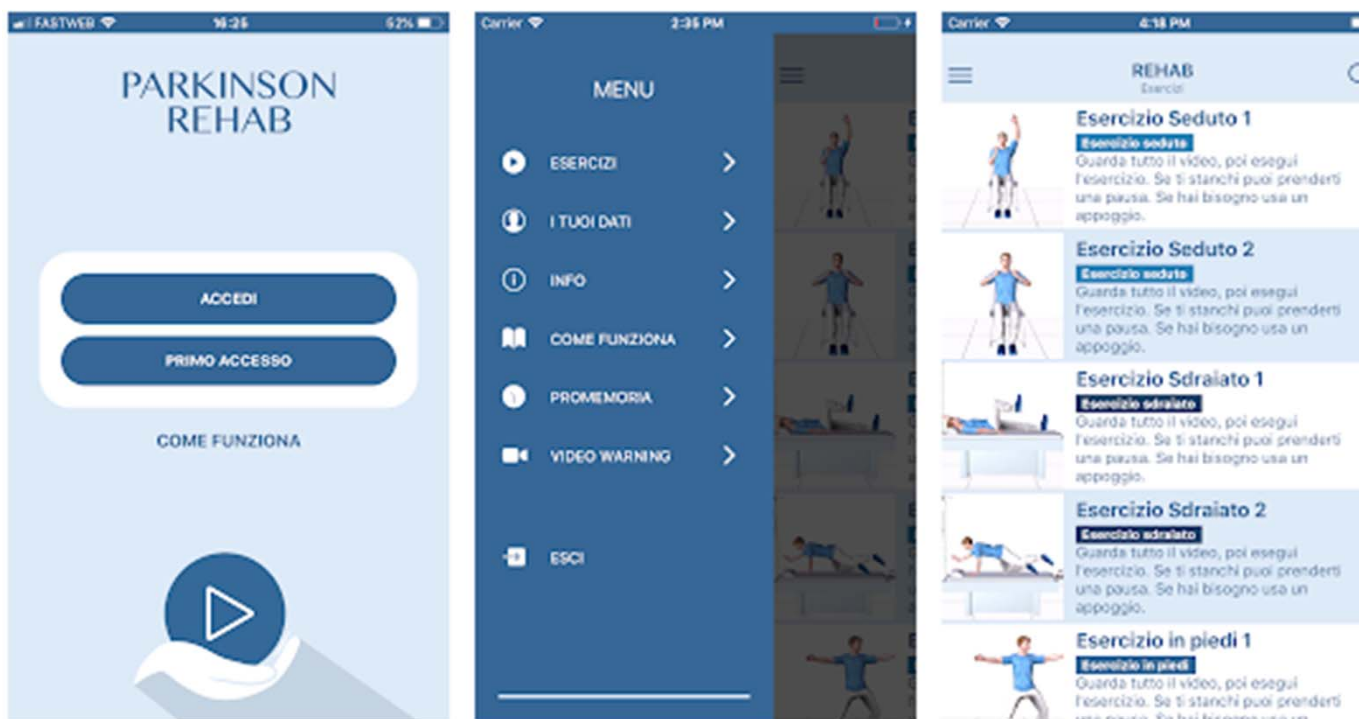 FASTWEB 16:25 52%
PARKINSON
REHAB
ACCEDI
PRIMO ACCESSO
COME FUNZIONA
Carrier 2:35 PM
MENU
ESERCIZI
I TUOI DATI
INFO
COME FUNZIONA
PROMEMORIA
VIDEO WARNING
ESCI
Carrier 4:18 PM
REHAB
Esercizi
Esercizio Seduto 1
Esercizio seduto
Guarda tutto il video, poi esegui
l'esercizio. Se ti stanchi puoi prenderti
una pausa. Se hai bisogno usa un
appoggio.
Esercizio Seduto 2
Esercizio seduto
Guarda tutto il video, poi esegui
l'esercizio. Se ti stanchi puoi prenderti
una pausa. Se hai bisogno usa un
appoggio.
Esercizio Sdraiato 1
Esercizio sdraiato
Guarda tutto il video, poi esegui
l'esercizio. Se ti stanchi puoi prenderti
una pausa. Se hai bisogno usa un
appoggio.
Esercizio Sdraiato 2
Esercizio sdraiato
Guarda tutto il video, poi esegui
l'esercizio. Se ti stanchi puoi prenderti
una pausa. Se hai bisogno usa un
appoggio.
Esercizio in piedi 1
Esercizio in piedi
Guarda tutto il video, poi esegui
l'esercizio. Se ti stanchi puoi prenderti
una pausa. Se hai bisogno usa un